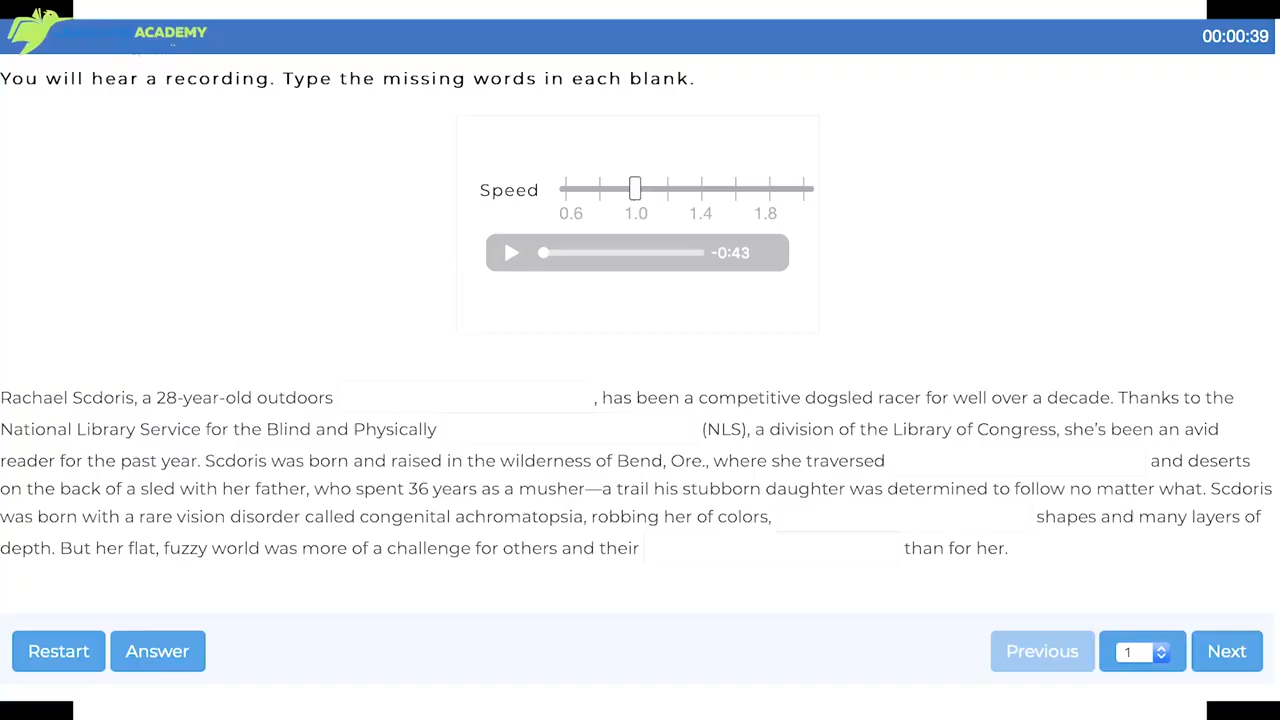 ACADEMY
00:00:39
You will hear a recording. Type the missing words in each blank.
Speed
0.6 1.0 1.4 1.8
-0:43
Rachael Scdoris, a 28-year-old outdoors , has been a competitive dogsled racer for well over a decade. Thanks to the
National Library Service for the Blind and Physically (NLS), a division of the Library of Congress, she's been an avid
reader for the past year. Scdoris was born and raised in the wilderness of Bend, Ore., where she traversed and deserts
on the back of a sled with her father, who spent 36 years as a musher—a trail his stubborn daughter was determined to follow no matter what. Scdoris
was born with a rare vision disorder called congenital achromatopsia, robbing her of colors, shapes and many layers of
depth. But her flat, fuzzy world was more of a challenge for others and their than for her.
Restart Answer Previous 1 Next